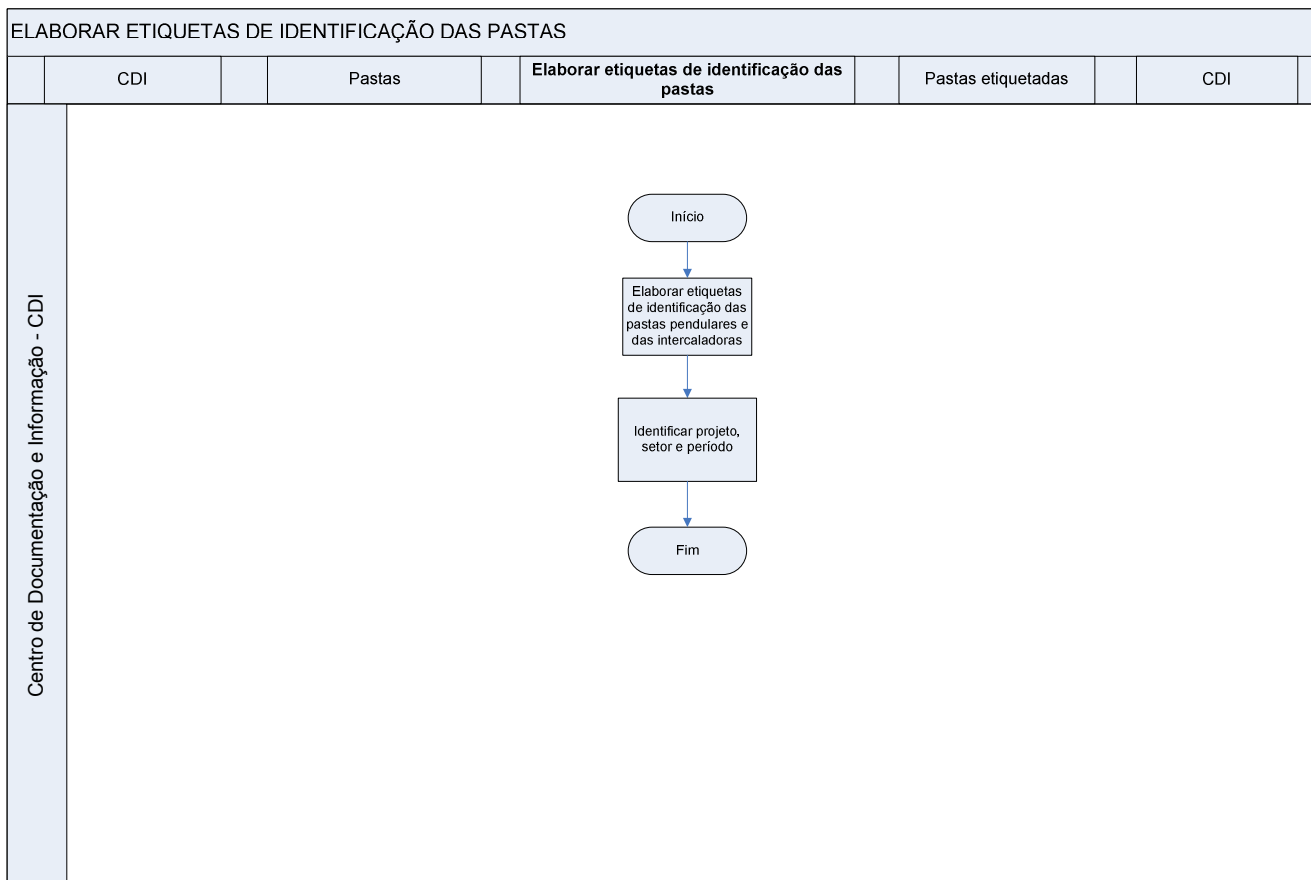 ELABORAR ETIQUETAS DE IDENTIFICAÇÃO DAS PASTAS
CDI
Pastas
Elaborar etiquetas de identificação das
pastas
Pastas etiquetadas
CDI
Centro de Documentação e Informação - CDI
Início
Elaborar etiquetas
de identificação das
pastas pendulares e
das intercaladoras
Identificar projeto,
setor e período
Fim